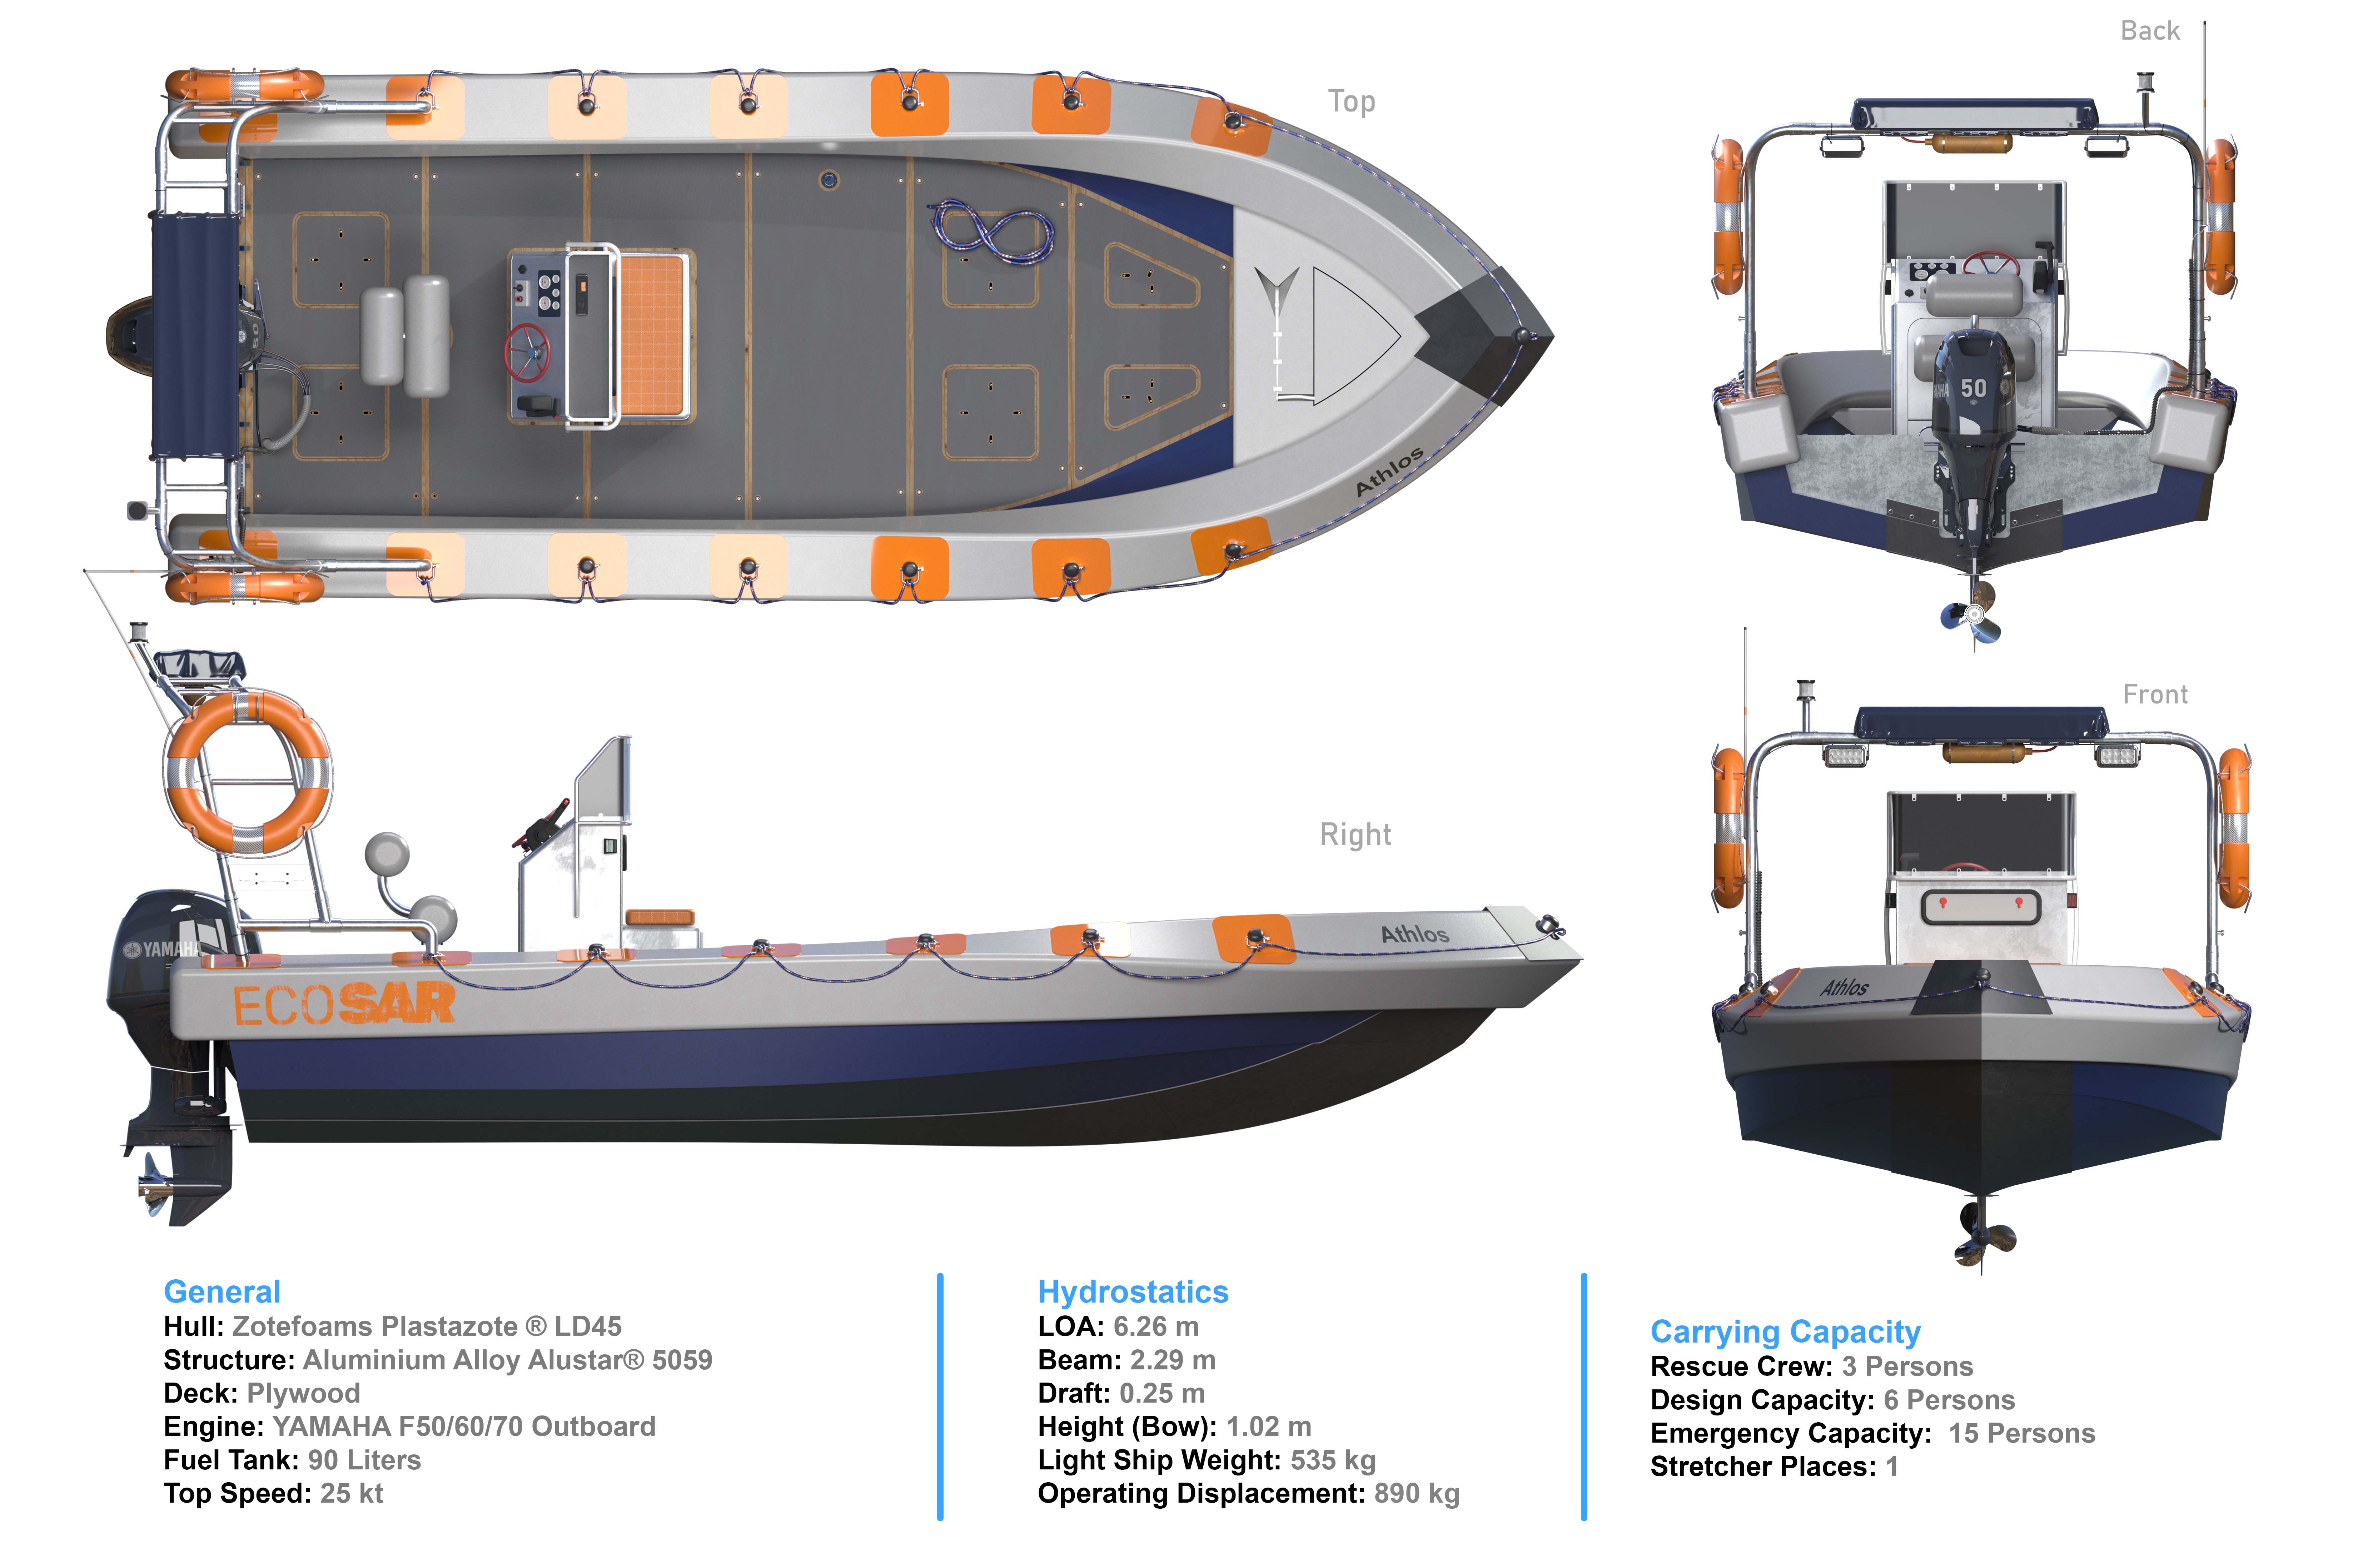 Back
Top
Athlos
YAMAHA
50
Front
Right
Athlos
Athlos
YAMAHA
ECOSAR
General
Hull: Zotefoams Plastazote ® LD45
Structure: Aluminium Alloy Alustar® 5059
Deck: Plywood
Engine: YAMAHA F50/60/70 Outboard
Fuel Tank: 90 Liters
Top Speed: 25 kt
Hydrostatics
LOA: 6.26 m
Beam: 2.29 m
Draft: 0.25 m
Height (Bow): 1.02 m
Light Ship Weight: 535 kg
Operating Displacement: 890 kg
Carrying Capacity
Rescue Crew: 3 Persons
Design Capacity: 6 Persons
Emergency Capacity: 15 Persons
Stretcher Places: 1